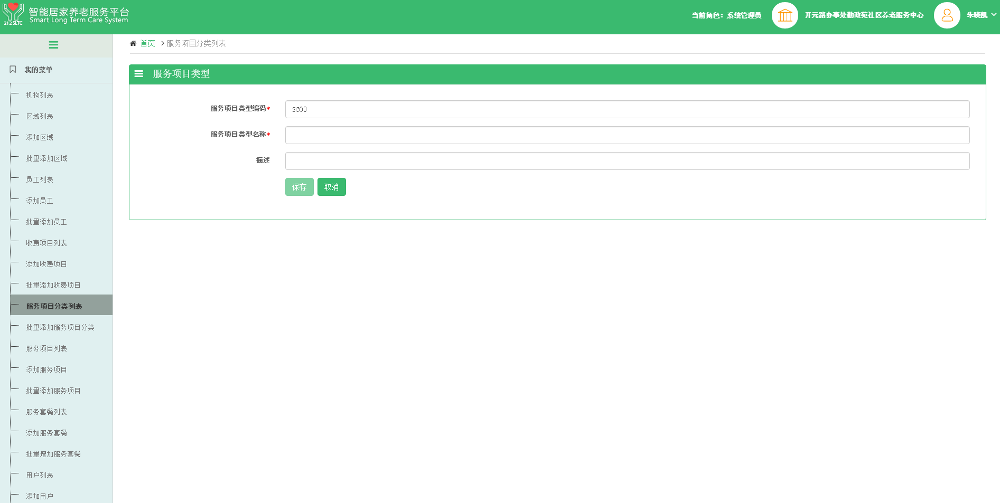 智能居家养老服务平台
Smart Long Term Care System
212SLTC
当前角色：系统管理员
开元路办事处勤政苑社区养老服务中心
朱晓凯
首页
服务项目分类列表
我的菜单
机构列表
区域列表
添加区域
批量添加区域
员工列表
添加员工
批量添加员工
收费项目列表
添加收费项目
批量添加收费项目
服务项目分类列表
批量添加服务项目分类
服务项目列表
添加服务项目
批量添加服务项目
服务套餐列表
添加服务套餐
批量增加服务套餐
用户列表
添加用户
服务项目类型
服务项目类型编码*
SC03
服务项目类型名称*
描述
保存
取消